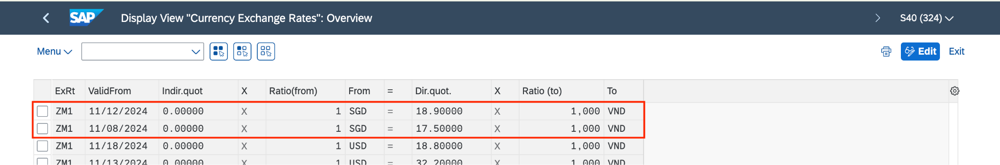 SAP Display View "Currency Exchange Rates": Overview S40 (324)
Menu Edit Exit
ExRt ValidFrom Indir.quot X Ratio(from) From = Dir.quot. X Ratio (to) To
ZM1 11/12/2024 0.00000 X 1 SGD = 18.90000 X 1,000 VND
ZM1 11/08/2024 0.00000 X 1 SGD = 17.50000 X 1,000 VND
ZM1 11/18/2024 0.00000 X 1 USD = 18.80000 X 1,000 VND
ZM1 11/13/2024 0.00000 X 1 USD = 32.20000 X 1,000 VND